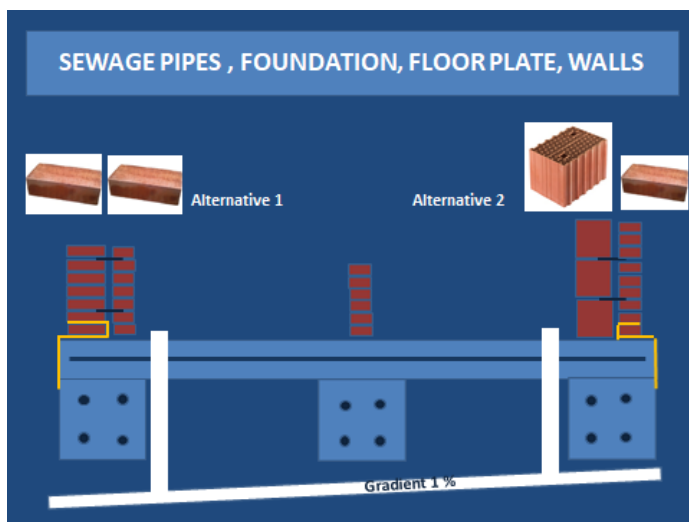 SEWAGE PIPES , FOUNDATION, FLOOR PLATE, WALLS
Alternative 1
Alternative 2
Gradient 1 %